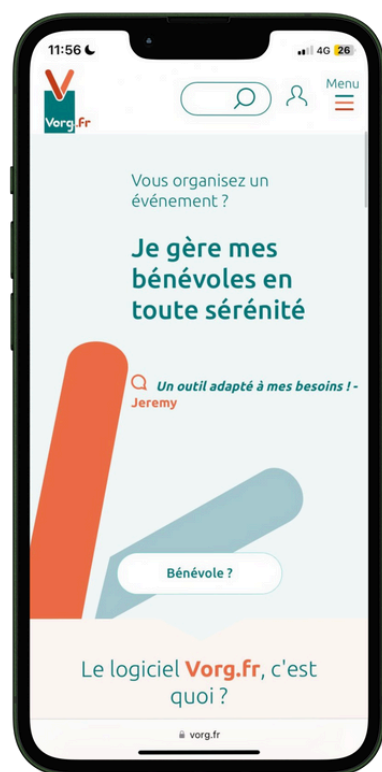 11:56
4G 26
Vorg.Fr
Menu
Vous organisez un
événement ?
Je gère mes
bénévoles en
toute sérénité
Un outil adapté à mes besoins ! -
Jeremy
Bénévole ?
Le logiciel Vorg.fr, c'est
quoi ?
vorg.fr